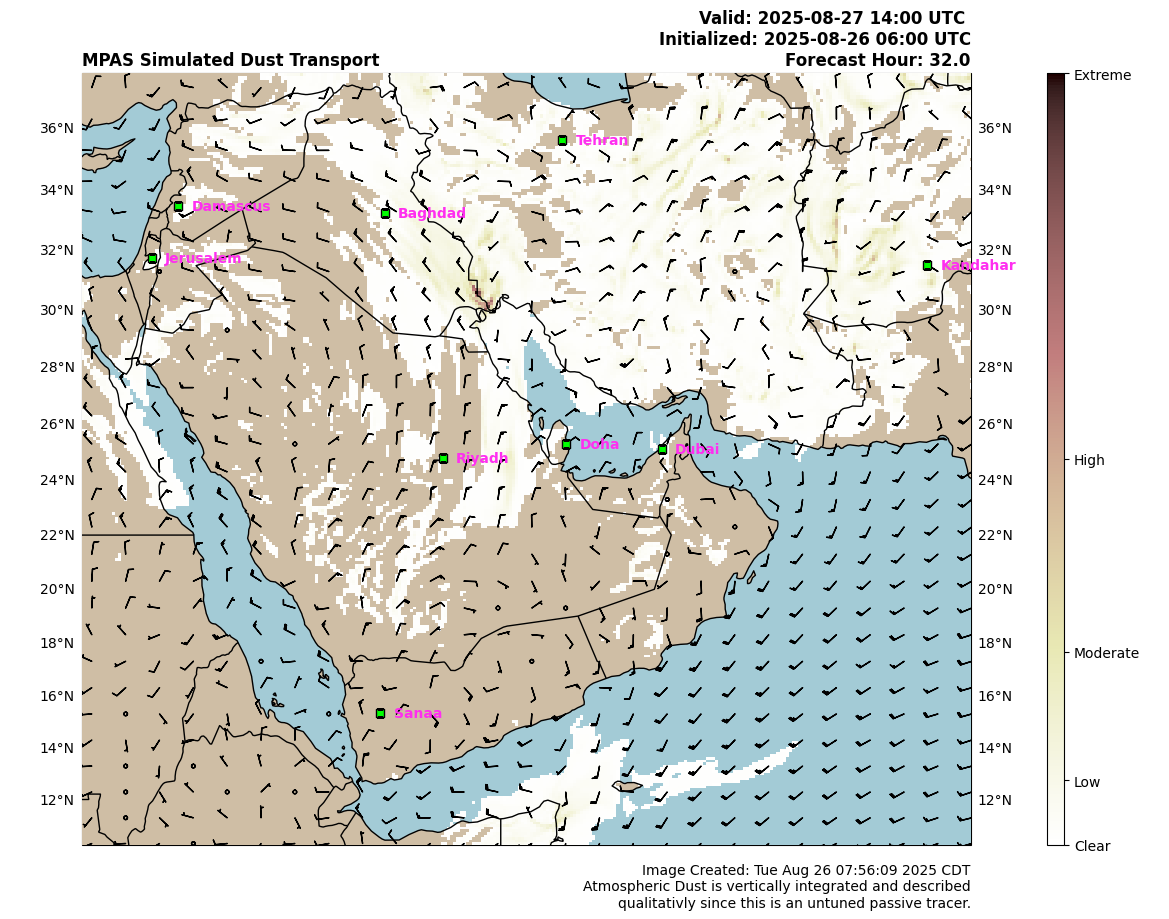 Valid: 2025-08-27 14:00 UTC
Initialized: 2025-08-26 06:00 UTC
MPAS Simulated Dust Transport
Forecast Hour: 32.0
Extreme
High
Moderate
Low
Clear
36°N
34°N
32°N
30°N
28°N
26°N
24°N
22°N
20°N
18°N
16°N
14°N
12°N
36°N
34°N
32°N
30°N
28°N
26°N
24°N
22°N
20°N
18°N
16°N
14°N
12°N
Tehran
Damascus
Baghdad
Jerusalem
Kandahar
Doha
Dubai
Riyadh
Sanaa
Image Created: Tue Aug 26 07:56:09 2025 CDT
Atmospheric Dust is vertically integrated and described
qualitativly since this is an untuned passive tracer.